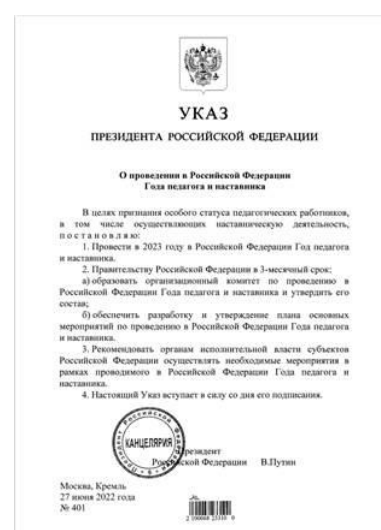 УКАЗ
ПРЕЗИДЕНТА РОССИЙСКОЙ ФЕДЕРАЦИИ
О проведении в Российской Федерации
Года педагога и наставника
В целях признания особого статуса педагогических работников,
в том числе осуществляющих наставническую деятельность,
постановляю:
1. Провести в 2023 году в Российской Федерации Год педагога
и наставника.
2. Правительству Российской Федерации в 3-месячный срок:
а) образовать организационный комитет по проведению в
Российской Федерации Года педагога и наставника и утвердить его
состав;
б) обеспечить разработку и утверждение плана основных
мероприятий по проведению в Российской Федерации Года педагога
и наставника.
3. Рекомендовать органам исполнительной власти субъектов
Российской Федерации осуществлять необходимые мероприятия в
рамках проводимого в Российской Федерации Года педагога и
наставника.
4. Настоящий Указ вступает в силу со дня его подписания.
КАНЦЕЛЯРИЯ
Президент
Российской Федерации В.Путин
Москва, Кремль
27 июня 2022 года
№ 401